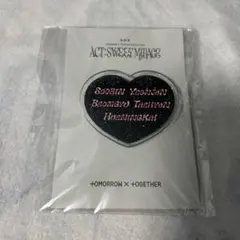 ACT:SWEET MIRAGE
SOOBIN YEONJUN
BEOMGYU TAEHYUN
HUENINGKAI
TOMORROW X TOGETHER